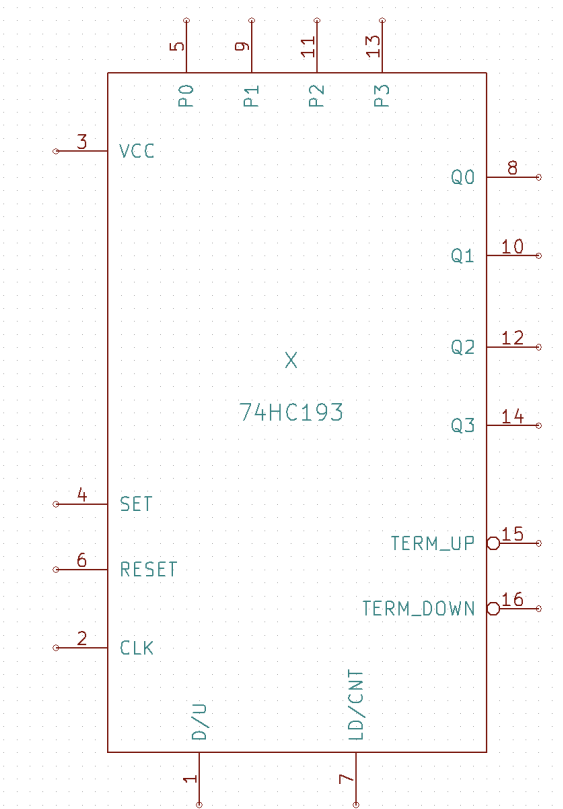 5 9 11 13
P0 P1 P2 P3
3 VCC
Q0 8
Q1 10
Q2 12
X
74HC193
Q3 14
4 SET
TERM_UP 15
6 RESET
TERM_DOWN 16
2 CLK
D/U LD/CNT
1 7